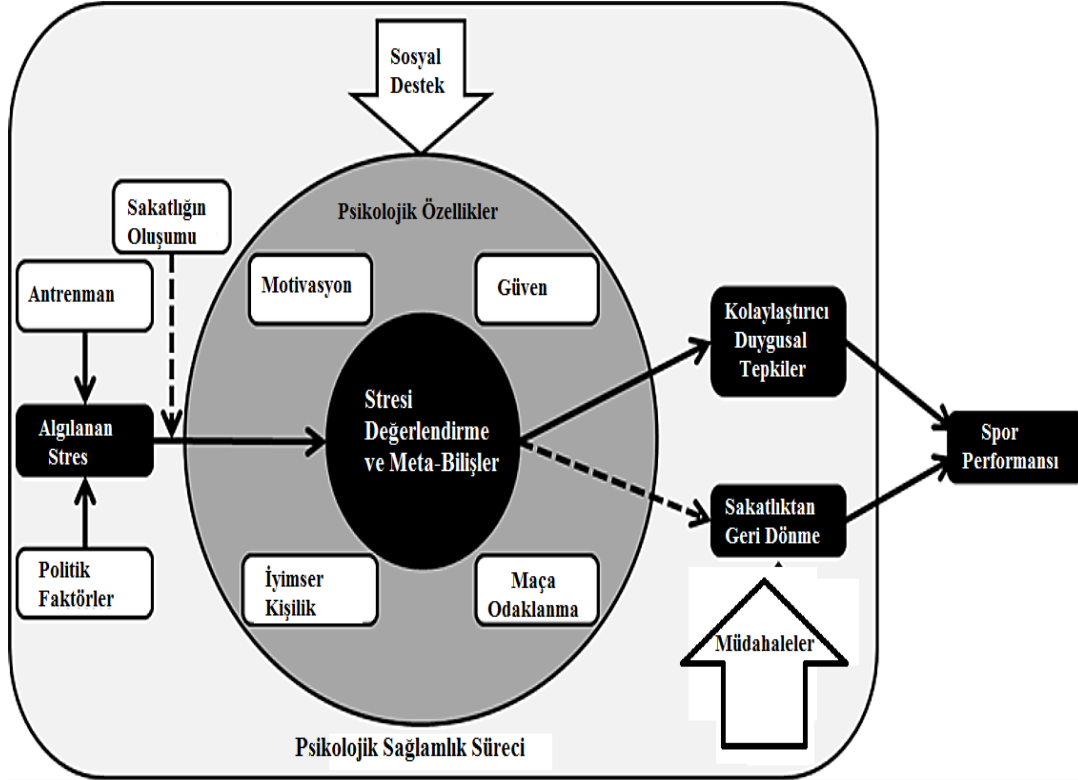 Sosyal
Destek
Sakatlığın
Oluşumu
Psikolojik Özellikler
Antrenman
Motivasyon
Güven
Kolaylaştırıcı
Duygusal
Tepkiler
Algılanan
Stres
Stresi
Değerlendirme
ve Meta-Bilişler
Spor
Performansı
Sakatlıktan
Geri Dönme
Politik
Faktörler
İyimser
Kişilik
Maça
Odaklanma
Müdahaleler
Psikolojik Sağlamlık Süreci